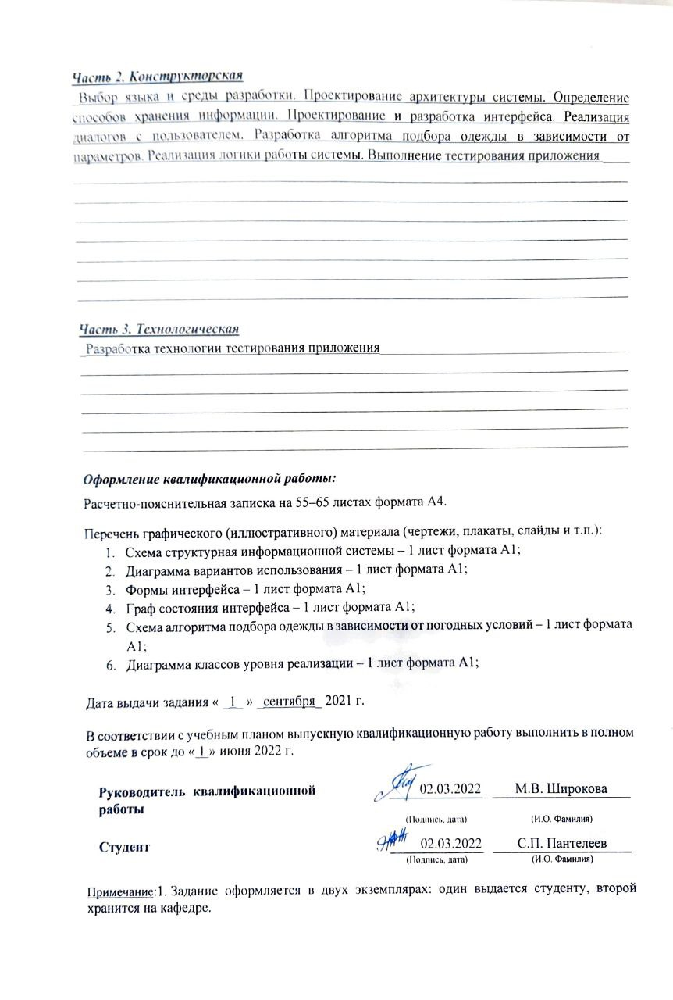 Часть 2. Конструкторская
Выбор языка и среды разработки. Проектирование архитектуры системы. Определение
способов хранения информации. Проектирование и разработка интерфейса. Реализация
диалогов с пользователем. Разработка алгоритма подбора одежды в зависимости от
параметров. Реализация логики работы системы. Выполнение тестирования приложения
Часть 3. Технологическая
Разработка технологии тестирования приложения
Оформление квалификационной работы:
Расчетно-пояснительная записка на 55–65 листах формата А4.
Перечень графического (иллюстративного) материала (чертежи, плакаты, слайды и т.п.):
1. Схема структурная информационной системы – 1 лист формата А1;
2. Диаграмма вариантов использования – 1 лист формата А1;
3. Формы интерфейса – 1 лист формата А1;
4. Граф состояния интерфейса – 1 лист формата А1;
5. Схема алгоритма подбора одежды в зависимости от погодных условий – 1 лист формата
А1;
6. Диаграмма классов уровня реализации – 1 лист формата А1;
Дата выдачи задания « _1_ » _сентября_ 2021 г.
В соответствии с учебным планом выпускную квалификационную работу выполнить в полном
объеме в срок до «_1_» июня 2022 г.
Руководитель квалификационной
работы
02.03.2022 М.В. Широкова
(Подпись, дата) (И.О. Фамилия)
Студент 02.03.2022 С.П. Пантелеев
(Подпись, дата) (И.О. Фамилия)
Примечание:1. Задание оформляется в двух экземплярах: один выдается студенту, второй
хранится на кафедре.